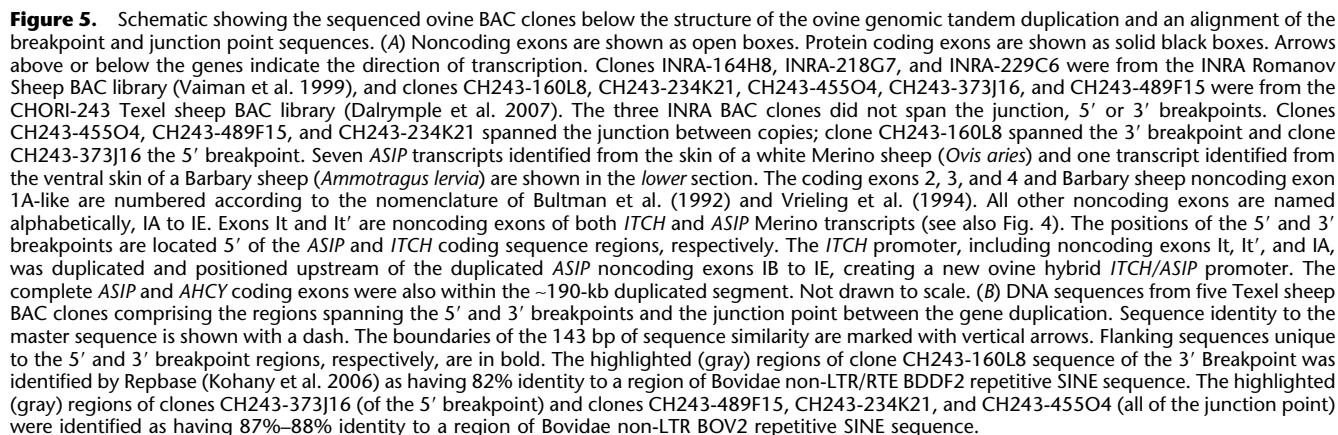 Figure 5. Schematic showing the sequenced ovine BAC clones below the structure of the ovine genomic tandem duplication and an alignment of the
breakpoint and junction point sequences. (A) Noncoding exons are shown as open boxes. Protein coding exons are shown as solid black boxes. Arrows
above or below the genes indicate the direction of transcription. Clones INRA-164H8, INRA-218G7, and INRA-229C6 were from the INRA Romanov
Sheep BAC library (Vaiman et al. 1999), and clones CH243-160L8, CH243-234K21, CH243-455O4, CH243-373J16, and CH243-489F15 were from the
CHORI-243 Texel sheep BAC library (Dalrymple et al. 2007). The three INRA BAC clones did not span the junction, 5′ or 3′ breakpoints. Clones
CH243-455O4, CH243-489F15, and CH243-234K21 spanned the junction between copies; clone CH243-160L8 spanned the 3′ breakpoint and clone
CH243-373J16 the 5′ breakpoint. Seven ASIP transcripts identified from the skin of a white Merino sheep (Ovis aries) and one transcript identified from
the ventral skin of a Barbary sheep (Ammotragus lervia) are shown in the lower section. The coding exons 2, 3, and 4 and Barbary sheep noncoding exon
1A-like are numbered according to the nomenclature of Bultman et al. (1992) and Vrieling et al. (1994). All other noncoding exons are named
alphabetically, IA to IE. Exons It and It′ are noncoding exons of both ITCH and ASIP Merino transcripts (see also Fig. 4). The positions of the 5′ and 3′
breakpoints are located 5′ of the ASIP and ITCH coding sequence regions, respectively. The ITCH promoter, including noncoding exons It, It′, and IA,
was duplicated and positioned upstream of the duplicated ASIP noncoding exons IB to IE, creating a new ovine hybrid ITCH/ASIP promoter. The
complete ASIP and AHCY coding exons were also within the ~190-kb duplicated segment. Not drawn to scale. (B) DNA sequences from five Texel sheep
BAC clones comprising the regions spanning the 5′ and 3′ breakpoints and the junction point between the gene duplication. Sequence identity to the
master sequence is shown with a dash. The boundaries of the 143 bp of sequence similarity are marked with vertical arrows. Flanking sequences unique
to the 5′ and 3′ breakpoint regions, respectively, are in bold. The highlighted (gray) regions of clone CH243-160L8 sequence of the 3′ Breakpoint was
identified by Repbase (Kohany et al. 2006) as having 82% identity to a region of Bovidae non-LTR/RTE BDDF2 repetitive SINE sequence. The highlighted
(gray) regions of clones CH243-373J16 (of the 5′ breakpoint) and clones CH243-489F15, CH243-234K21, and CH243-455O4 (all of the junction point)
were identified as having 87%–88% identity to a region of Bovidae non-LTR BOV2 repetitive SINE sequence.